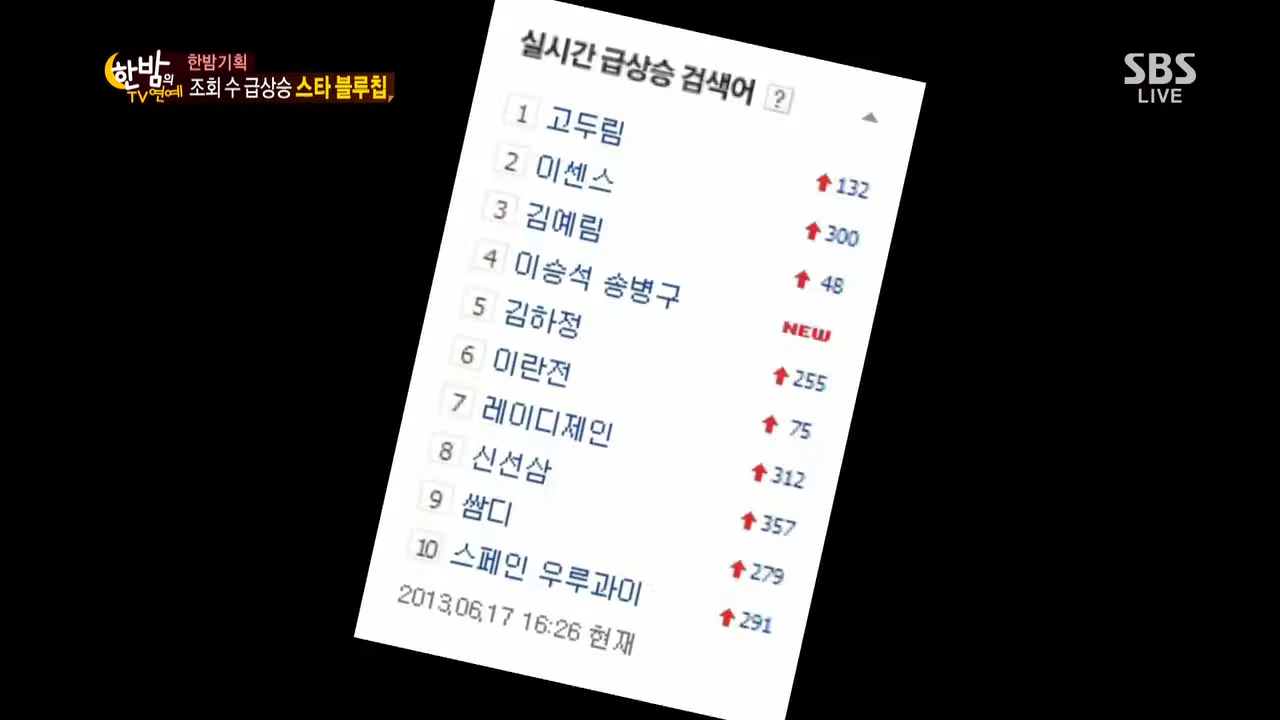 한밤의
TV연예
한밤기획
조회 수 급상승 스타 블루칩
SBS
LIVE
실시간 급상승 검색어 ?
1 고두림 132
2 이센스 300
3 김예림 48
4 이승석 송병구 NEW
5 김하정 255
6 이란전 75
7 레이디제인 312
8 신선삼 357
9 쌈디 279
10 스페인 우루과이 291
2013.06.17 16:26 현재